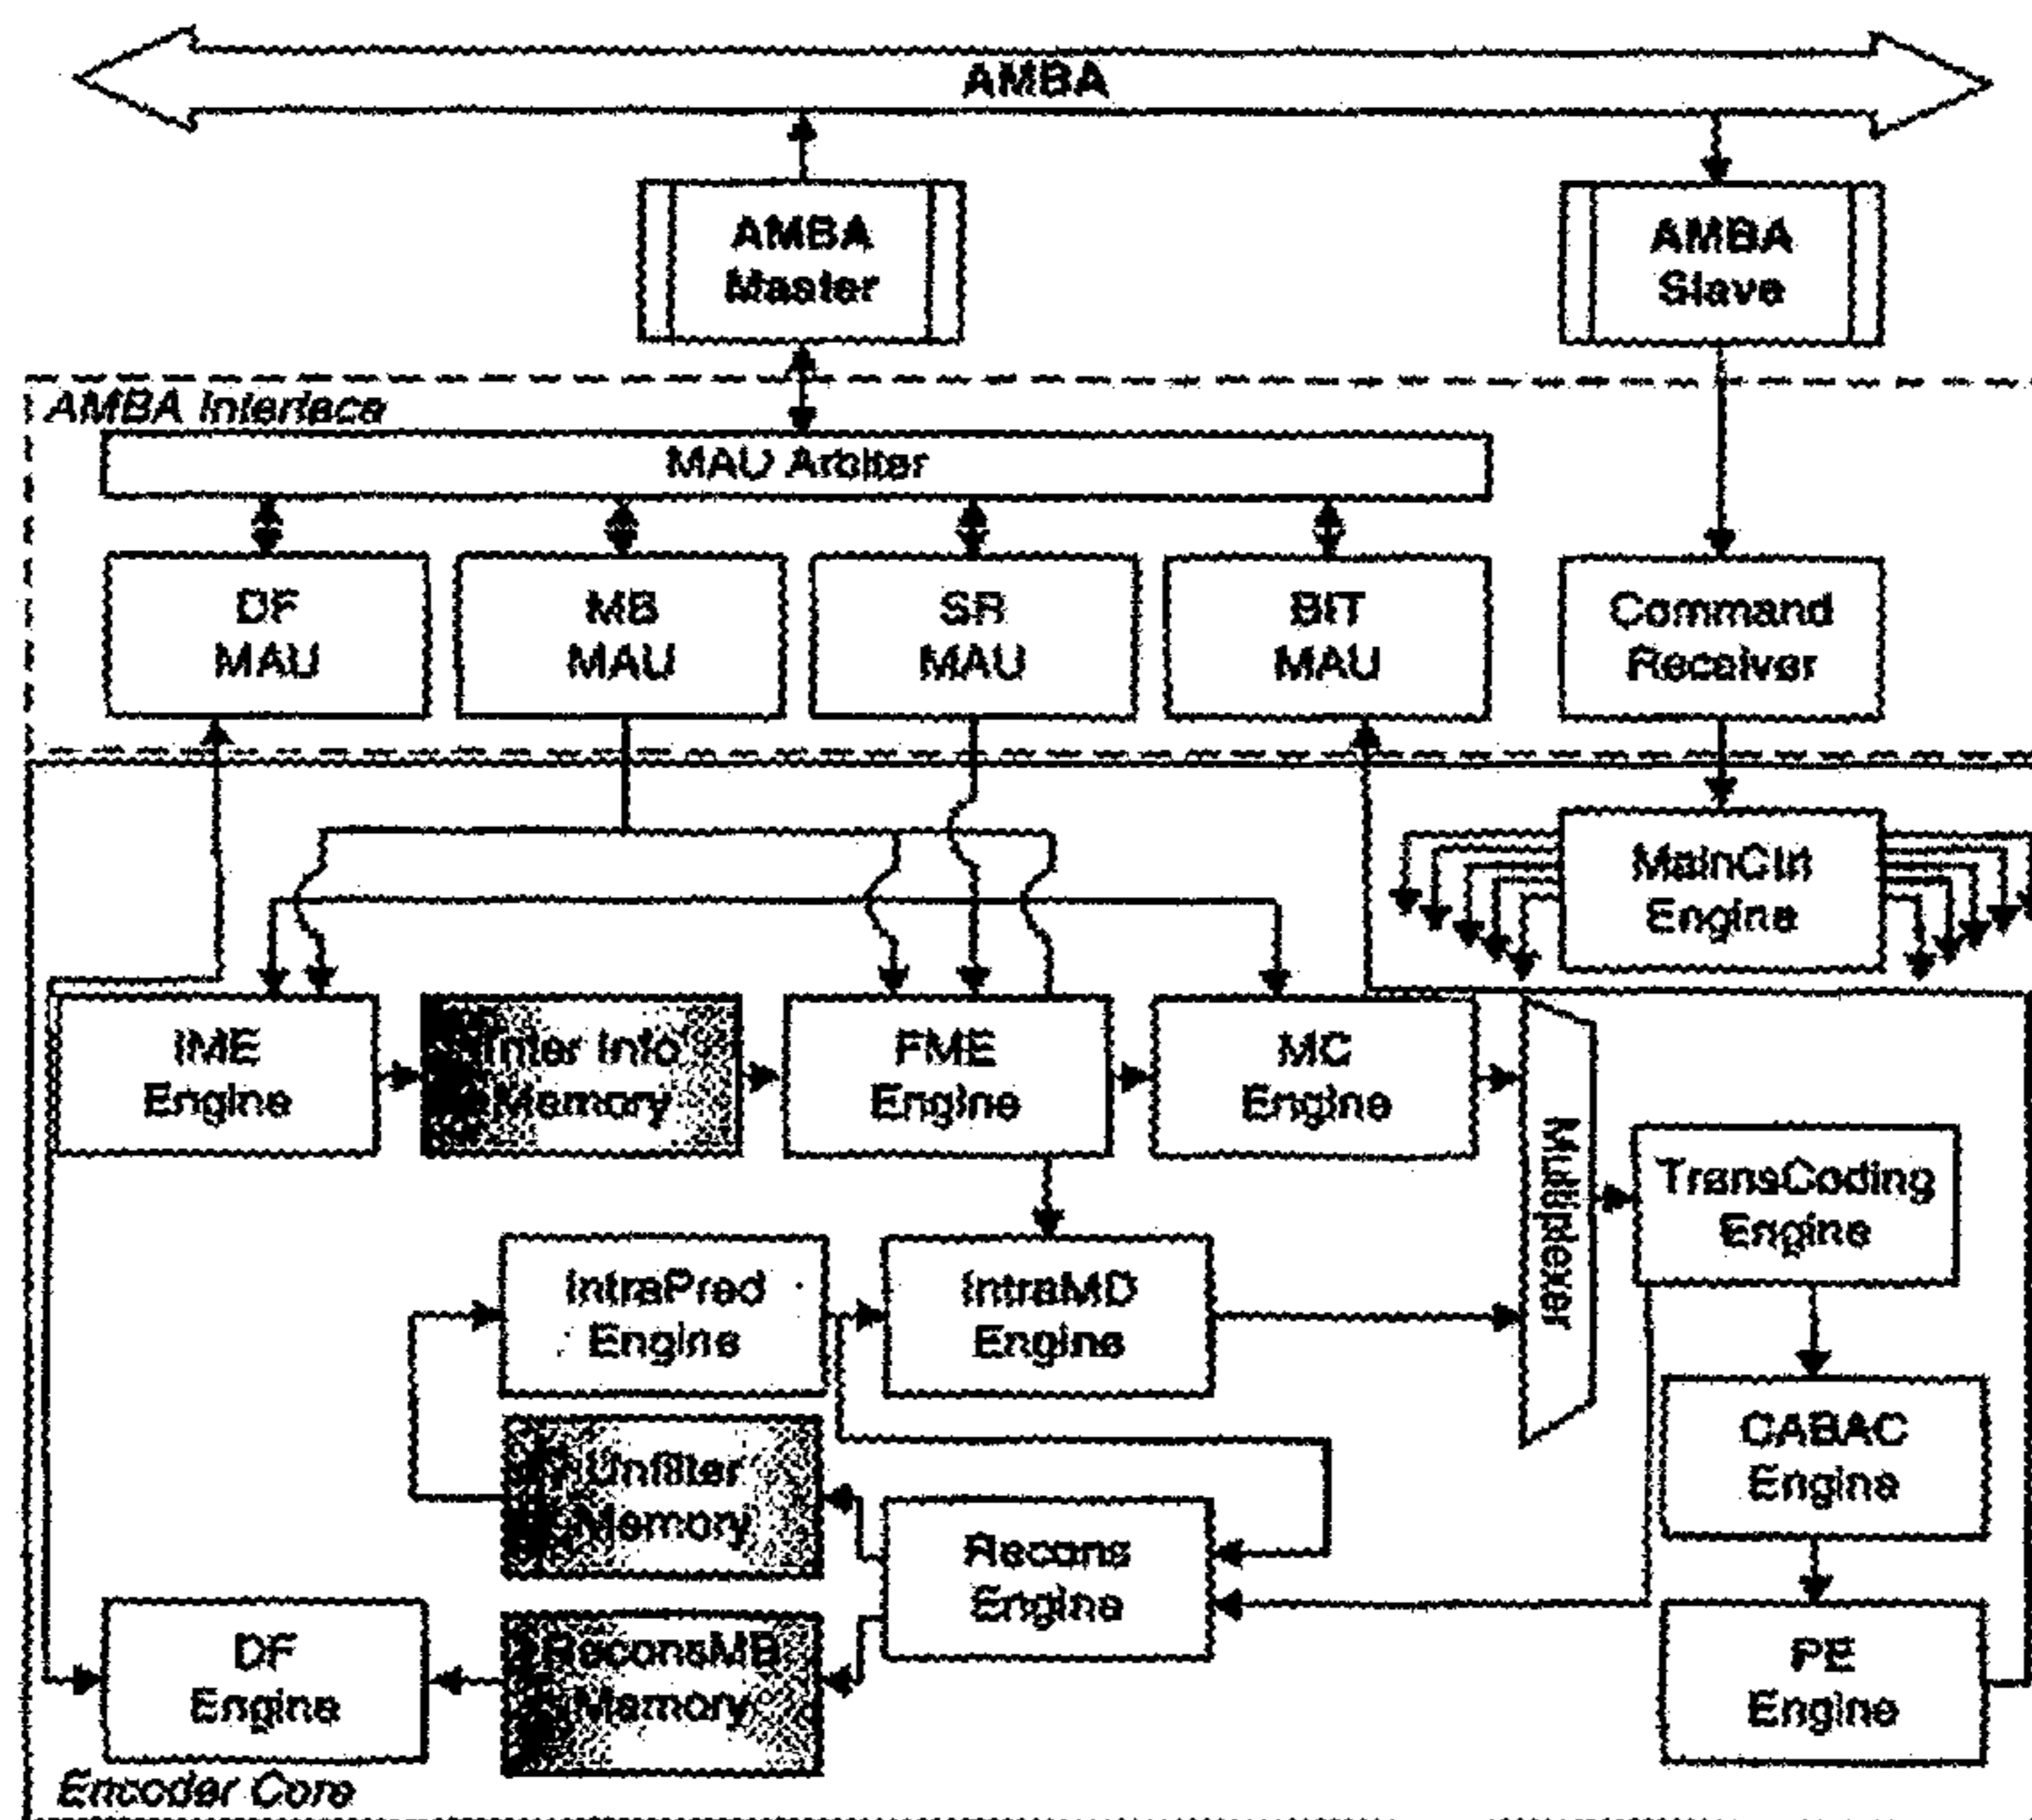 AMBA
AMBA
Master
AMBA
Slave
AMBA Interface
MAU Arbiter
DF
MAU
MB
MAU
SR
MAU
BIT
MAU
Command
Receiver
MainCtrl
Engine
IME
Engine
Inter Info
Memory
FME
Engine
MC
Engine
Multiplexer
TransCoding
Engine
IntraPred
Engine
IntraMD
Engine
CABAC
Engine
Unfilter
Memory
Recons
Engine
DF
Engine
ReconsMB
Memory
PE
Engine
Encoder Core